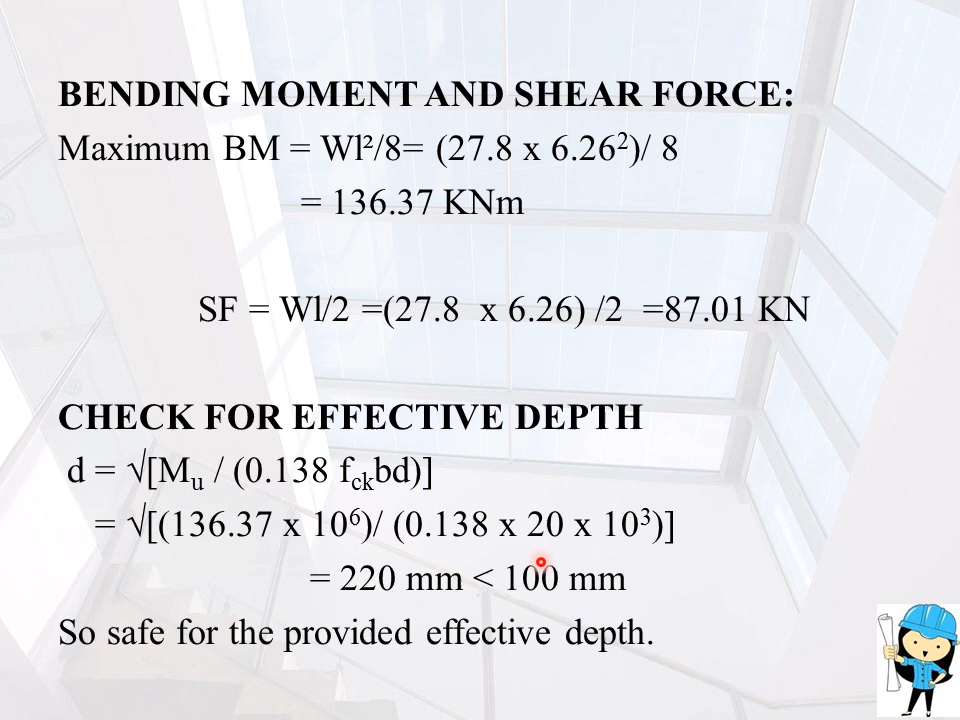 BENDING MOMENT AND SHEAR FORCE:
Maximum BM = Wl²/8= (27.8 x 6.26²)/ 8
= 136.37 KNm
SF = Wl/2 =(27.8 x 6.26) /2 =87.01 KN
CHECK FOR EFFECTIVE DEPTH
d = √[Mu / (0.138 fckbd)]
= √[(136.37 x 10⁶)/ (0.138 x 20 x 10³)]
= 220 mm < 100 mm
So safe for the provided effective depth.